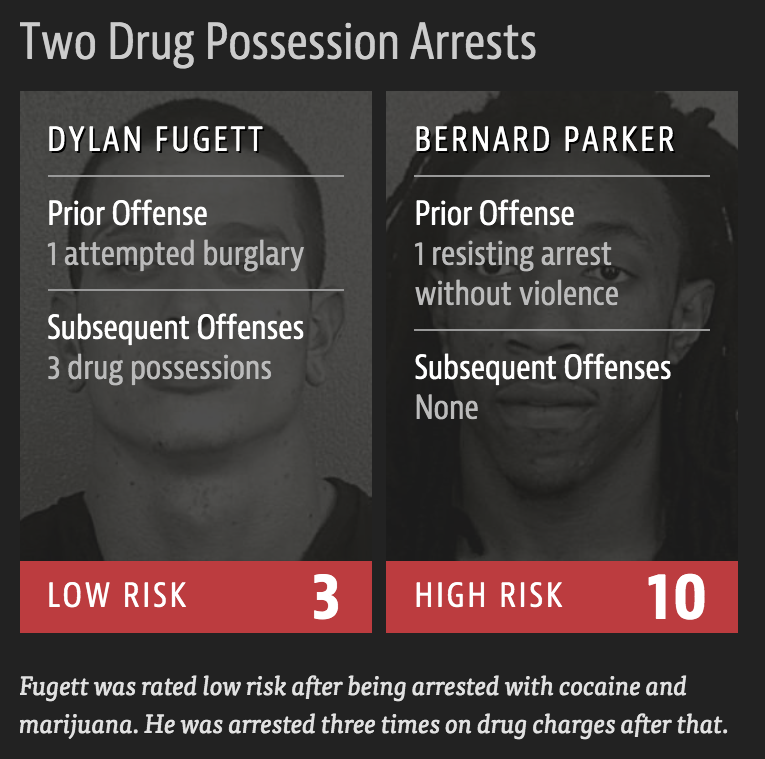 Two Drug Possession Arrests
DYLAN FUGETT
Prior Offense
1 attempted burglary
Subsequent Offenses
3 drug possessions
LOW RISK 3
BERNARD PARKER
Prior Offense
1 resisting arrest
without violence
Subsequent Offenses
None
HIGH RISK 10
Fugett was rated low risk after being arrested with cocaine and
marijuana. He was arrested three times on drug charges after that.